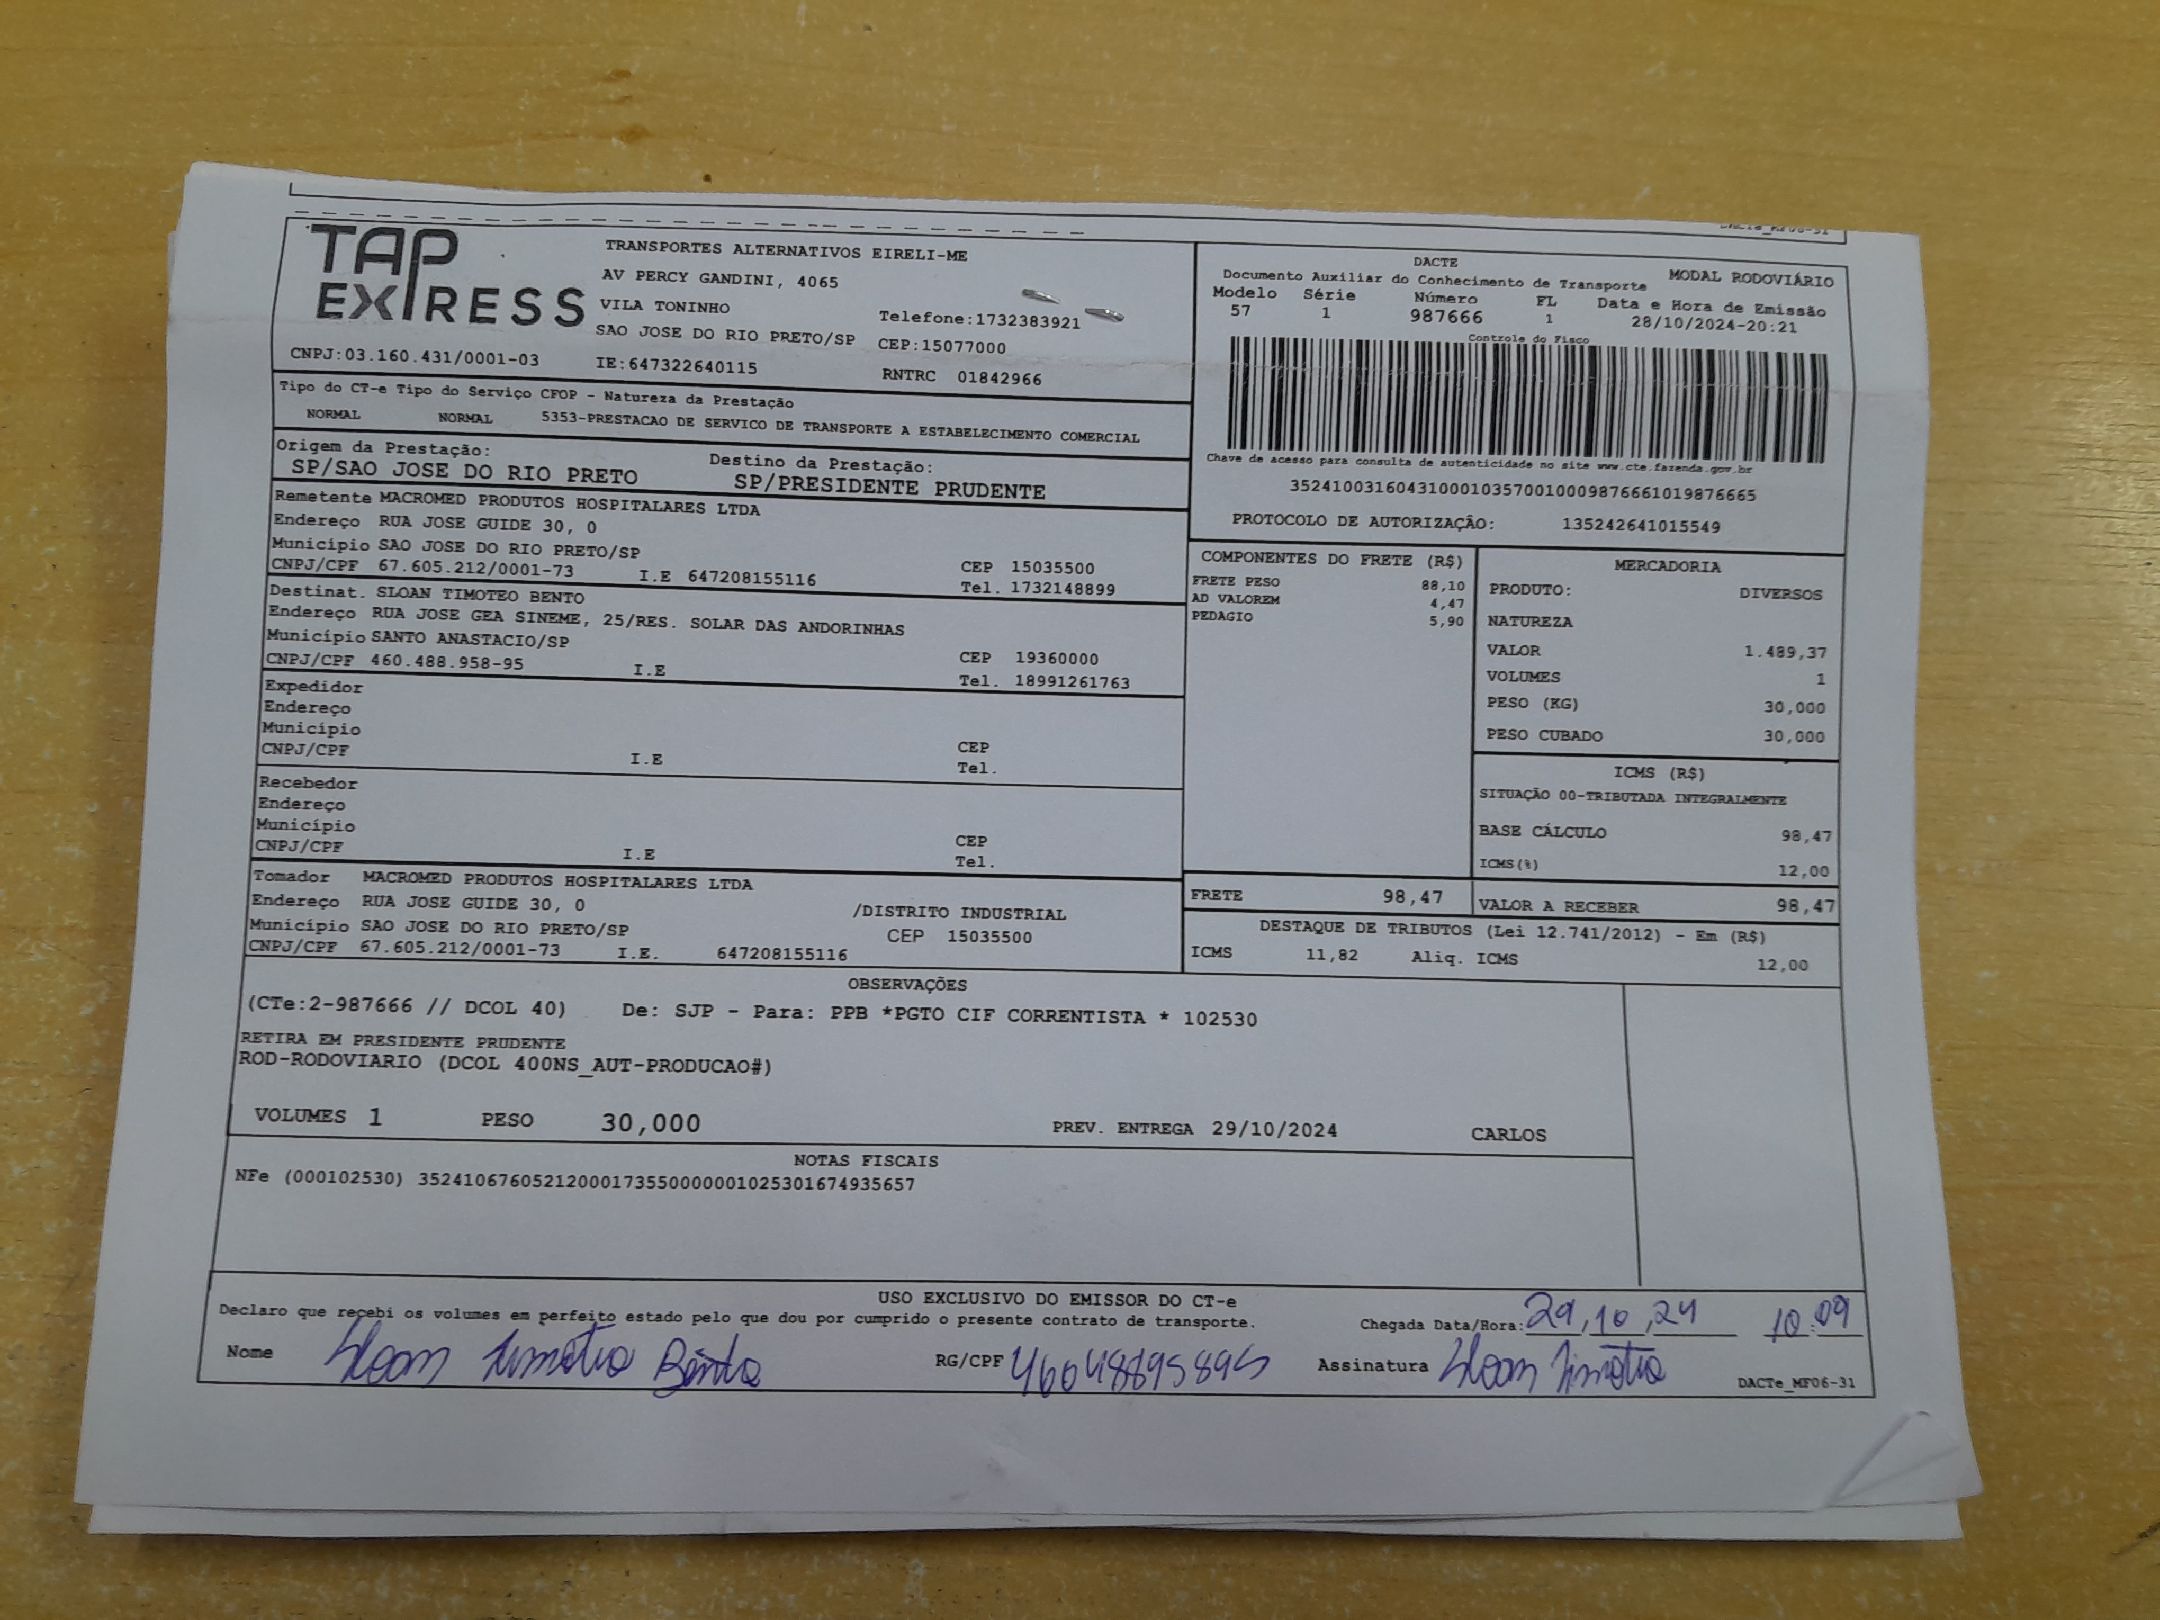 TAP
EXPRESS
TRANSPORTES ALTERNATIVOS EIRELI-ME
AV PERCY GANDINI, 4065
VILA TONINHO
Telefone:1732383921
SAO JOSE DO RIO PRETO/SP CEP:15077000
CNPJ:03.160.431/0001-03 IE:647322640115 RNTRC 01842966
DACTE
Documento Auxiliar do Conhecimento de Transporte MODAL RODOVIÁRIO
Modelo Série Número FL Data e Hora de Emissão
57 1 987666 1 28/10/2024-20:21
Controle do Fisco
Chave de acesso para consulta de autenticidade no site www.cte.fazenda.gov.br
35241003160431000103570010009876661019876665
PROTOCOLO DE AUTORIZAÇÂO: 135242641015549
Tipo do CT-e Tipo do Serviço CFOP - Natureza da Prestação
NORMAL NORMAL 5353-PRESTACAO DE SERVICO DE TRANSPORTE A ESTABELECIMENTO COMERCIAL
Origem da Prestação: Destino da Prestação:
SP/SAO JOSE DO RIO PRETO SP/PRESIDENTE PRUDENTE
Remetente MACROMED PRODUTOS HOSPITALARES LTDA
Endereço RUA JOSE GUIDE 30, 0
Município SAO JOSE DO RIO PRETO/SP CEP 15035500
CNPJ/CPF 67.605.212/0001-73 I.E 647208155116 Tel. 1732148899
Destinat. SLOAN TIMOTEO BENTO
Endereço RUA JOSE GEA SINEME, 25/RES. SOLAR DAS ANDORINHAS
Município SANTO ANASTACIO/SP CEP 19360000
CNPJ/CPF 460.488.958-95 I.E Tel. 18991261763
Expedidor
Endereço
Município CEP
CNPJ/CPF I.E Tel.
Recebedor
Endereço
Município CEP
CNPJ/CPF I.E Tel.
Tomador MACROMED PRODUTOS HOSPITALARES LTDA
Endereço RUA JOSE GUIDE 30, 0 /DISTRITO INDUSTRIAL
Município SAO JOSE DO RIO PRETO/SP CEP 15035500
CNPJ/CPF 67.605.212/0001-73 I.E. 647208155116
COMPONENTES DO FRETE (R$)
FRETE PESO 88,10
AD VALOREM 4,47
PEDAGIO 5,90
FRETE 98,47
MERCADORIA
PRODUTO: DIVERSOS
NATUREZA
VALOR 1.489,37
VOLUMES 1
PESO (KG) 30,000
PESO CUBADO 30,000
ICMS (R$)
SITUAÇÃO 00-TRIBUTADA INTEGRALMENTE
BASE CÁLCULO 98,47
ICMS(%) 12,00
VALOR A RECEBER 98,47
DESTAQUE DE TRIBUTOS (Lei 12.741/2012) - Em (R$)
ICMS 11,82 Aliq. ICMS 12,00
OBSERVAÇÕES
(CTe:2-987666 // DCOL 40) De: SJP - Para: PPB *PGTO CIF CORRENTISTA * 102530
RETIRA EM PRESIDENTE PRUDENTE
ROD-RODOVIARIO (DCOL 400NS_AUT-PRODUCAO#)
VOLUMES 1 PESO 30,000 PREV. ENTREGA 29/10/2024 CARLOS
NOTAS FISCAIS
NFe (000102530) 35241067605212000173550000001025301674935657
USO EXCLUSIVO DO EMISSOR DO CT-e
Declaro que recebi os volumes em perfeito estado pelo que dou por cumprido o presente contrato de transporte. Chegada Data/Hora: 29,10,24 10:09
Nome Sloan Timoteo Bento RG/CPF 46048895895 Assinatura Sloan Timoteo
DACTe_MF06-31